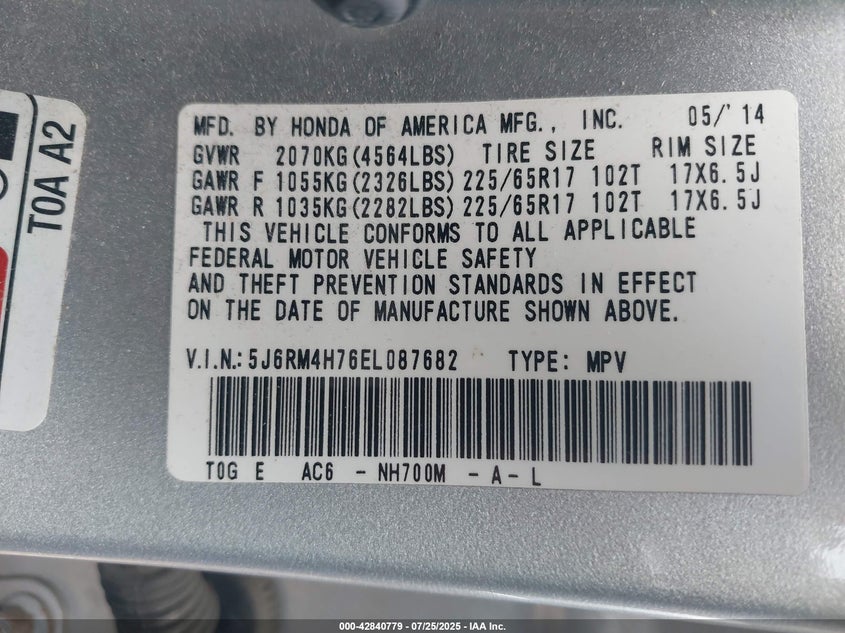 MFD. BY HONDA OF AMERICA MFG., INC. 05/'14
GVWR 2070KG(4564LBS) TIRE SIZE RIM SIZE
GAWR F 1055KG(2326LBS) 225/65R17 102T 17X6.5J
GAWR R 1035KG(2282LBS) 225/65R17 102T 17X6.5J
THIS VEHICLE CONFORMS TO ALL APPLICABLE
FEDERAL MOTOR VEHICLE SAFETY
AND THEFT PREVENTION STANDARDS IN EFFECT
ON THE DATE OF MANUFACTURE SHOWN ABOVE.
V.I.N.: 5J6RM4H76EL087682 TYPE: MPV
T0G E AC6 - NH700M - A - L
T0A A2
000-42840779 | 07/25/2025 - IAA Inc.